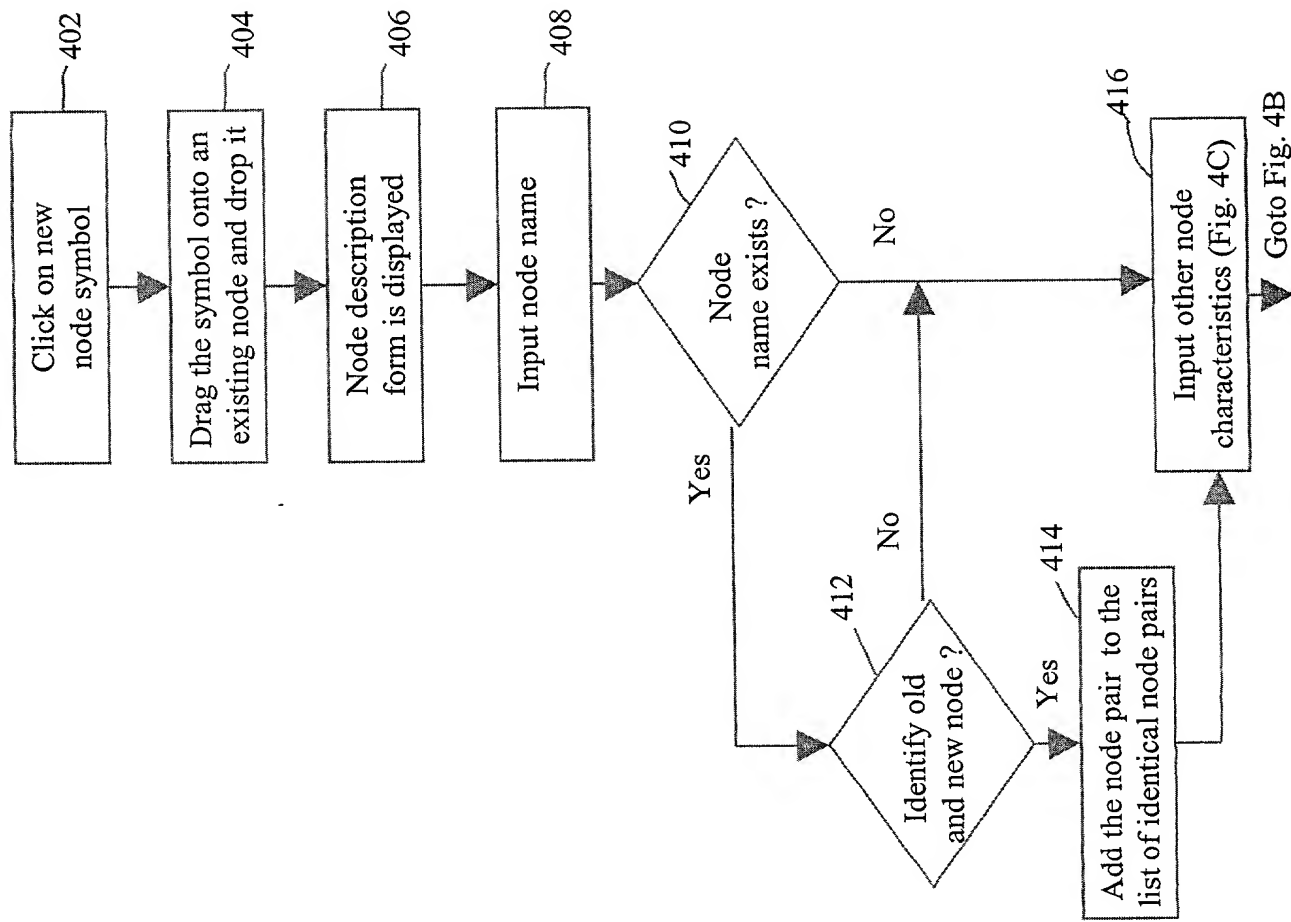 Click on new
node symbol
402
Drag the symbol onto an
existing node and drop it
404
Node description
form is displayed
406
Input node name
408
Node
name exists ?
410
Yes
No
Identify old
and new node ?
412
No
Yes
Add the node pair to the
list of identical node pairs
414
Input other node
characteristics (Fig. 4C)
416
Goto Fig. 4B